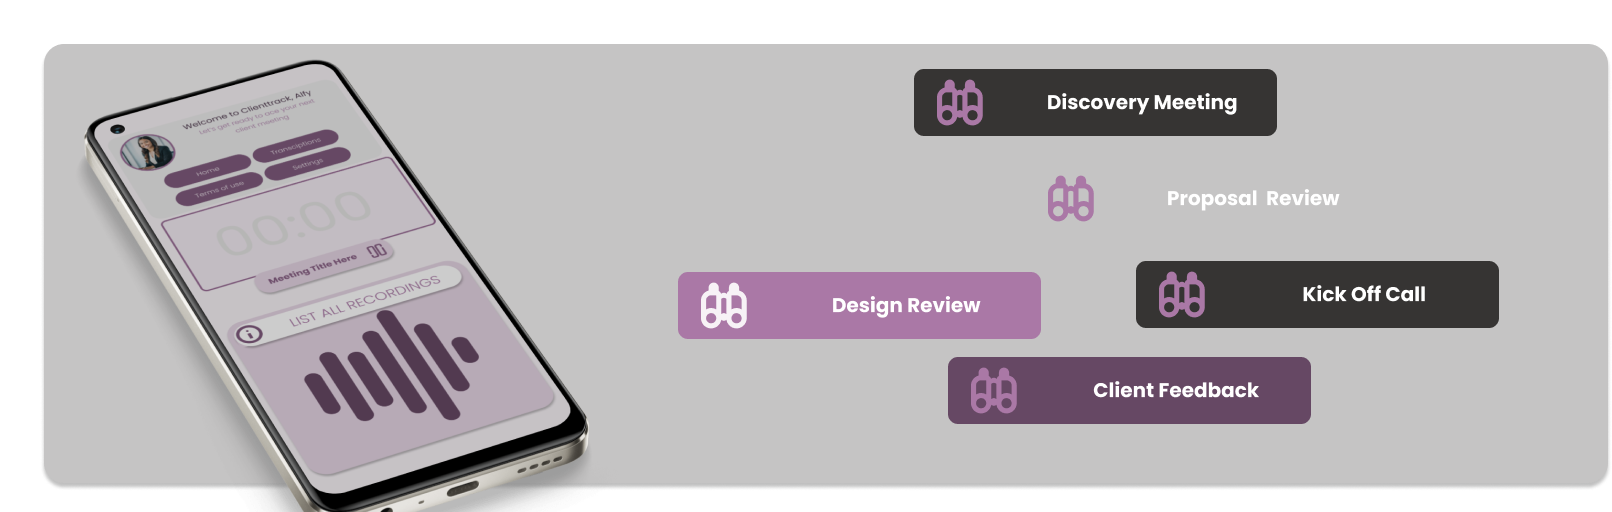 Welcome to Clienttrack, Alfy
Let's get ready to ace your next
client meeting
Home
Transciptions
Terms of use
Settings
00:00
Meeting Title Here
LIST ALL RECORDINGS
Discovery Meeting
Proposal Review
Design Review
Kick Off Call
Client Feedback